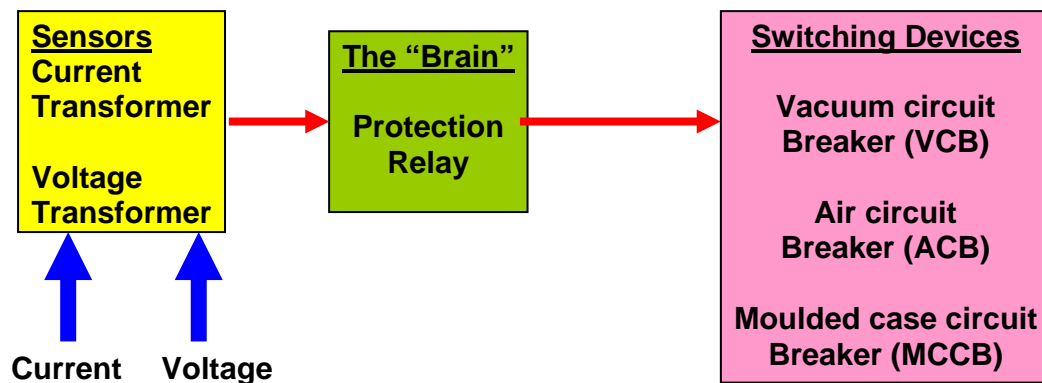 Sensors
Current
Transformer
Voltage
Transformer
Current
Voltage
The “Brain”
Protection
Relay
Switching Devices
Vacuum circuit
Breaker (VCB)
Air circuit
Breaker (ACB)
Moulded case circuit
Breaker (MCCB)